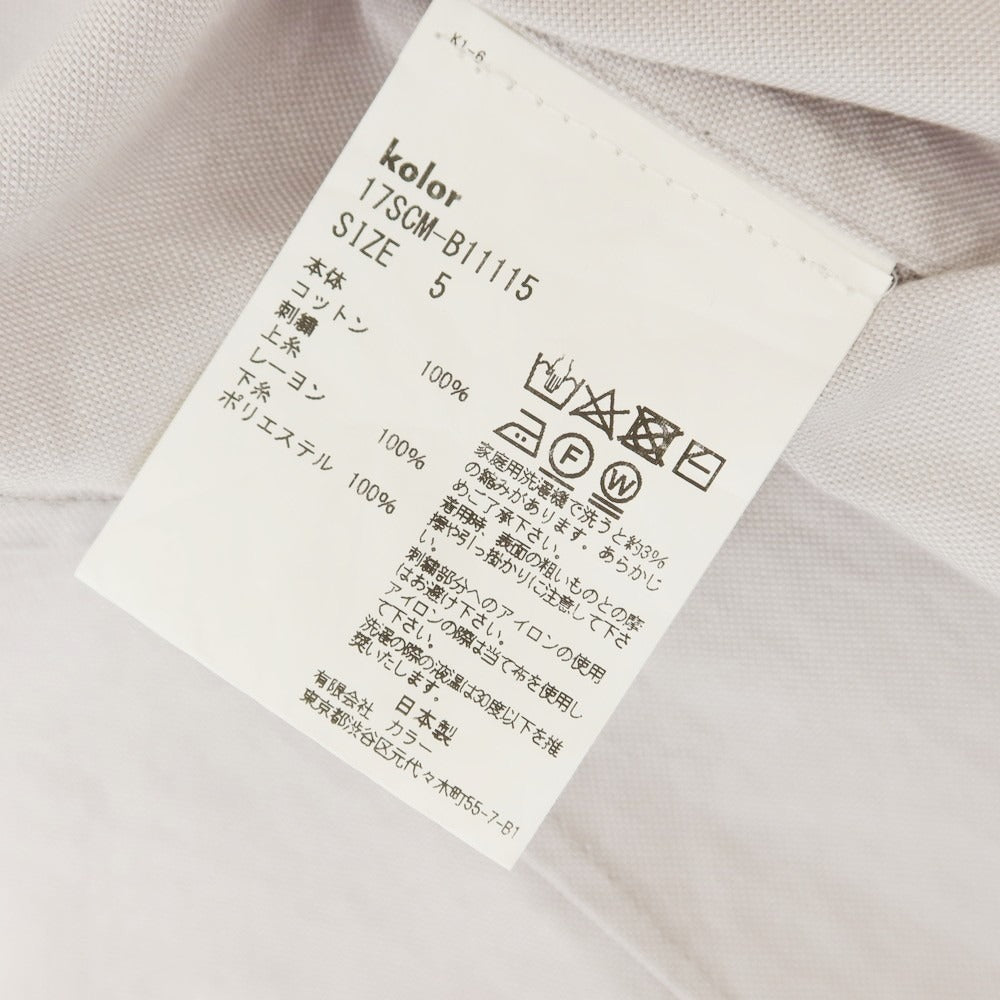 K1-6
kolor
17SCM-B11115
SIZE 5
本体
コットン 100%
刺繍
上糸
レーヨン 100%
下糸
ポリエステル 100%
F W
家庭用洗濯機で洗うと約3%
の縮みがあります。あらかじ
めご了承下さい。
着用時、表面の粗いものとの摩
擦や引っ掛かりに注意して下さ
い。
刺繍部分へのアイロンの使用
はお避け下さい。
アイロンの際は当て布を使用し
て下さい。
洗濯の際の液温は30度以下を推
奨いたします。
日本製
有限会社 カラー
東京都渋谷区元代々木町55-7-B1